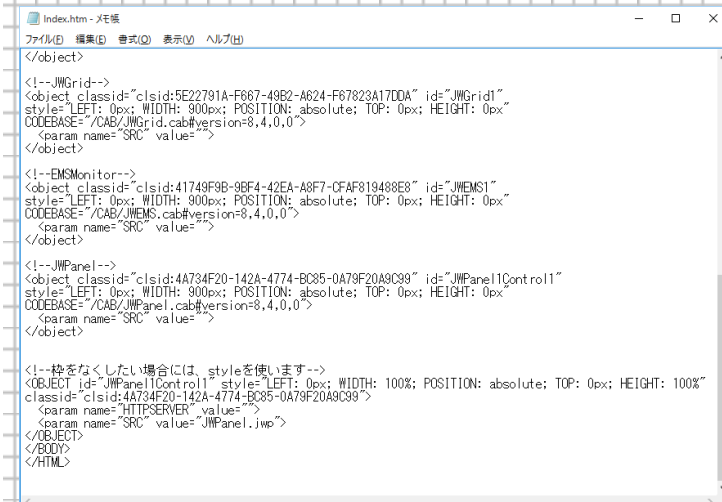 Index.htm - メモ帳
ファイル(F) 編集(E) 書式(O) 表示(V) ヘルプ(H)
</object>
<!--JWGrid-->
<object classid="clsid:5E22791A-F667-49B2-A624-F67823A17DDA" id="JWGrid1"
style="LEFT: 0px; WIDTH: 900px; POSITION: absolute; TOP: 0px; HEIGHT: 0px"
CODEBASE="/CAB/JWGrid.cab#version=8,4,0,0">
<param name="SRC" value="">
</object>
<!--EMSMonitor-->
<object classid="clsid:41749F9B-9BF4-42EA-A8F7-CFAF819488E8" id="JWEMS1"
style="LEFT: 0px; WIDTH: 900px; POSITION: absolute; TOP: 0px; HEIGHT: 0px"
CODEBASE="/CAB/JWEMS.cab#version=8,4,0,0">
<param name="SRC" value="">
</object>
<!--JWPanel-->
<object classid="clsid:4A734F20-142A-4774-BC85-0A79F20A9C99" id="JWPanel1Control1"
style="LEFT: 0px; WIDTH: 900px; POSITION: absolute; TOP: 0px; HEIGHT: 0px"
CODEBASE="/CAB/JWPanel.cab#version=8,4,0,0">
<param name="SRC" value="">
</object>
<!--枠をなくしたい場合には、styleを使います-->
<OBJECT id="JWPanel1Control1" style="LEFT: 0px; WIDTH: 100%; POSITION: absolute; TOP: 0px; HEIGHT: 100%"
classid="clsid:4A734F20-142A-4774-BC85-0A79F20A9C99">
<param name="HTTPSERVER" value="">
<param name="SRC" value="JWPanel.jwp">
</OBJECT>
</BODY>
</HTML>